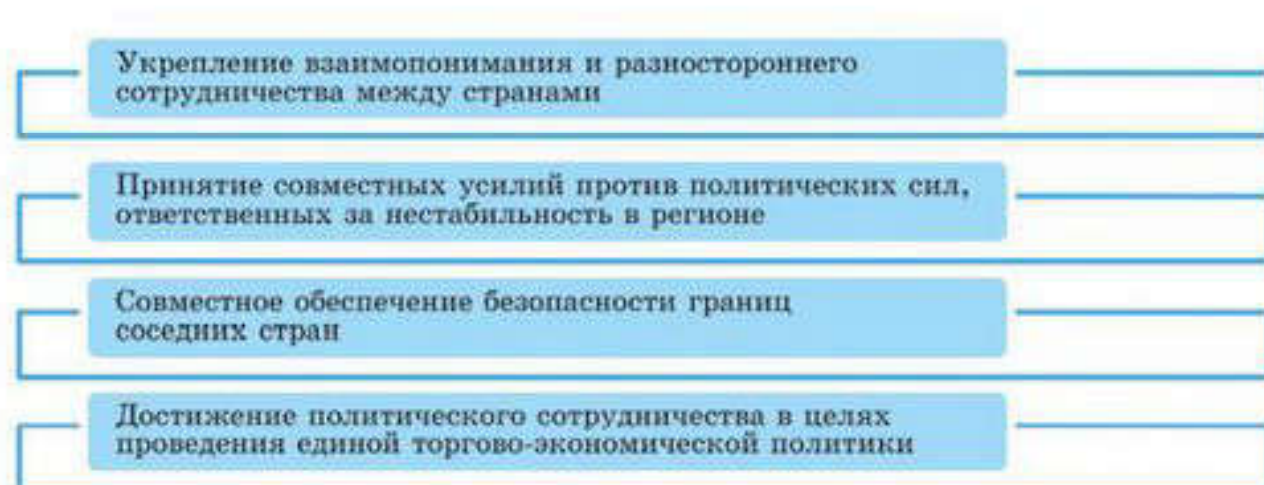 Укрепление взаимопонимания и разностороннего
сотрудничества между странами
Принятие совместных усилий против политических сил,
ответственных за нестабильность в регионе
Совместное обеспечение безопасности границ
соседних стран
Достижение политического сотрудничества в целях
проведения единой торгово-экономической политики